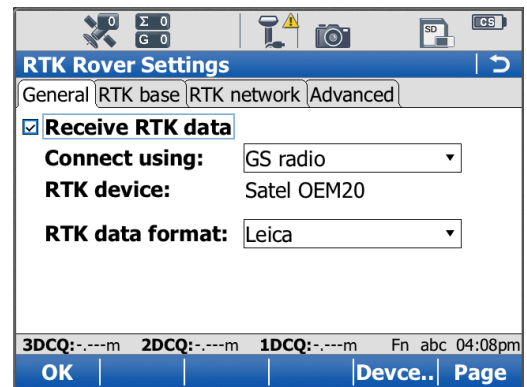 0 Σ 0
G 0
SD
CS
RTK Rover Settings
General RTK base RTK network Advanced
Receive RTK data
Connect using: GS radio
RTK device: Satel OEM20
RTK data format: Leica
3DCQ:-.---m 2DCQ:-.---m 1DCQ:-.---m Fn abc 04:08pm
OK Devce.. Page